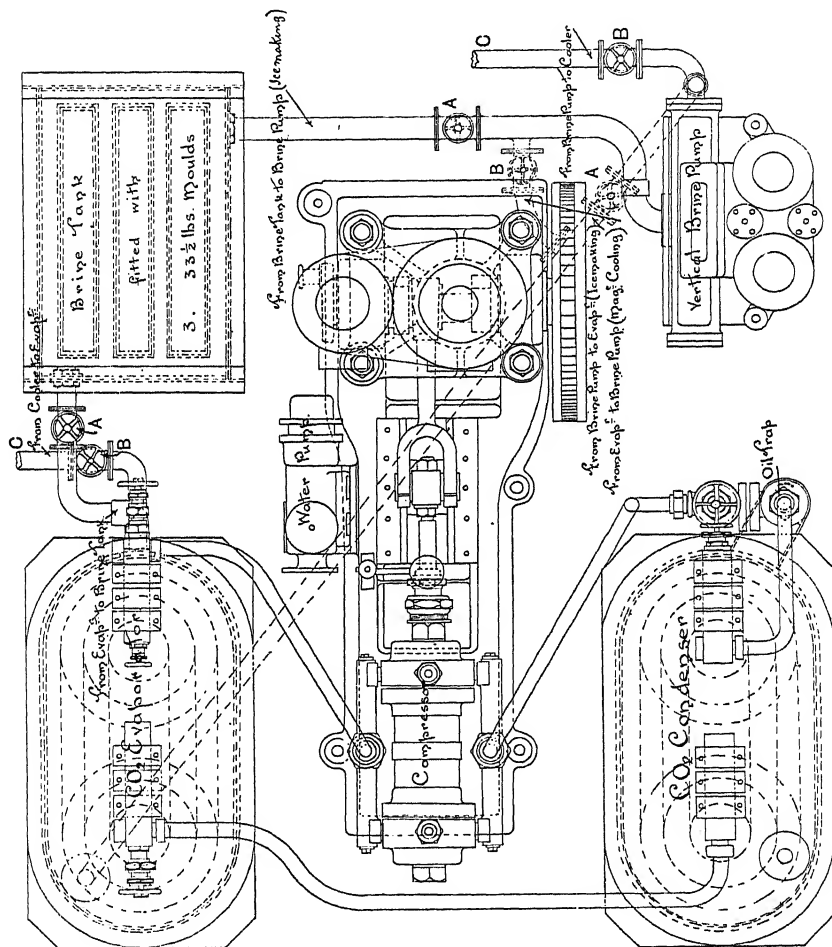 C
B
From Brine Pump to Cooler
A
B
A
From Brine Tank to Brine Pump (Icemaking)
Brine Tank
fitted with
3. 33½ lbs. Moulds
From Cooler to Evapʳ
C
A
B
From Evapʳ to Brine Tank
CO₂ Evaporator
Water Pump.
Compressor
From Brine Pump to Evapʳ (Icemaking)
From Evapʳ to Brine Pump (Magᵉ Cooling)
Vertical Brine Pump
Oil Trap
CO₂ Condenser